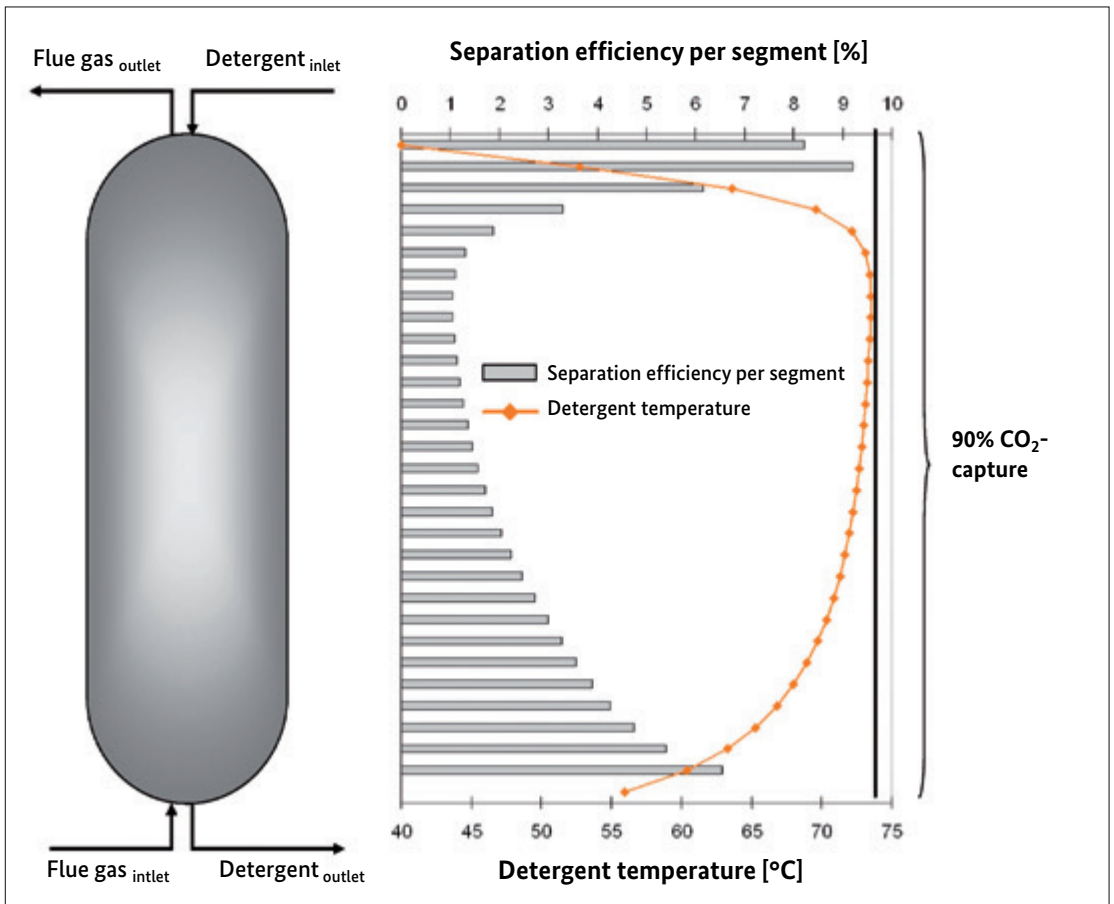 Flue gas outlet
Detergent inlet
Separation efficiency per segment [%]
0 1 2 3 4 5 6 7 8 9 10
Separation efficiency per segment
Detergent temperature
90% CO₂-
capture
40 45 50 55 60 65 70 75
Detergent temperature [°C]
Flue gas intlet
Detergent outlet